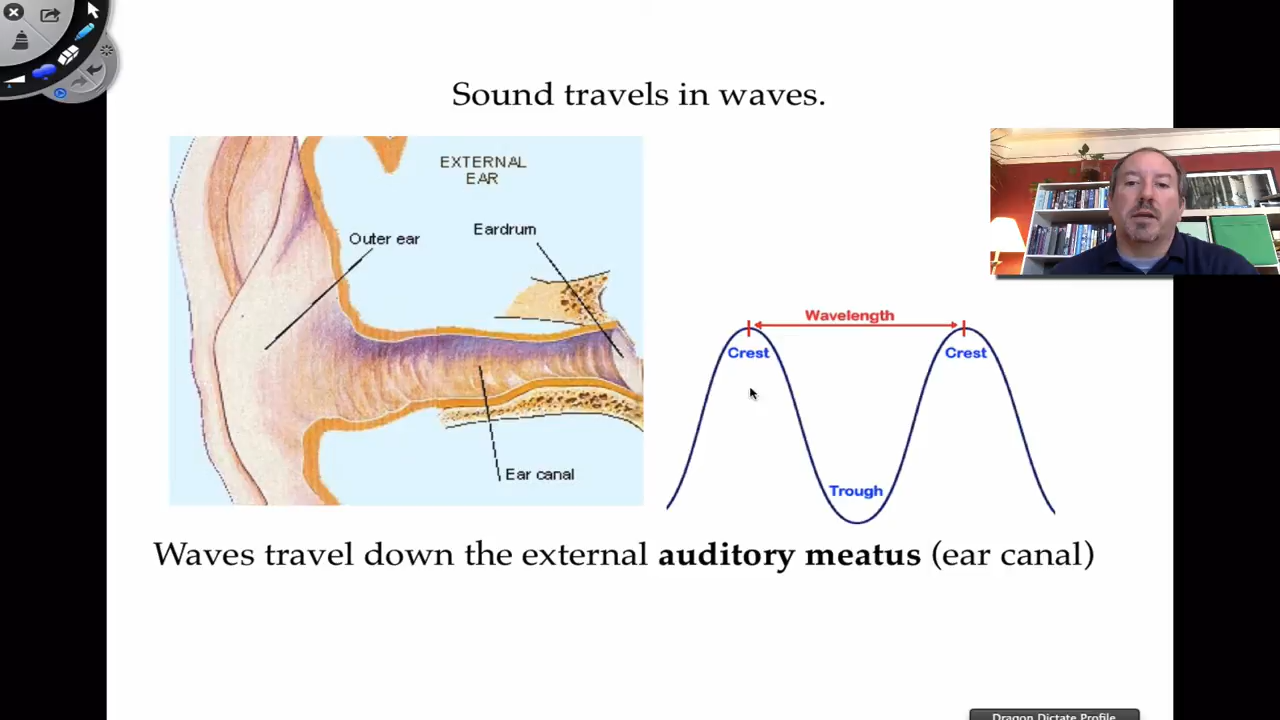 Sound travels in waves.
EXTERNAL
EAR
Outer ear
Eardrum
Ear canal
Wavelength
Crest
Crest
Trough
Waves travel down the external auditory meatus (ear canal)
Dragon Dictate Profile